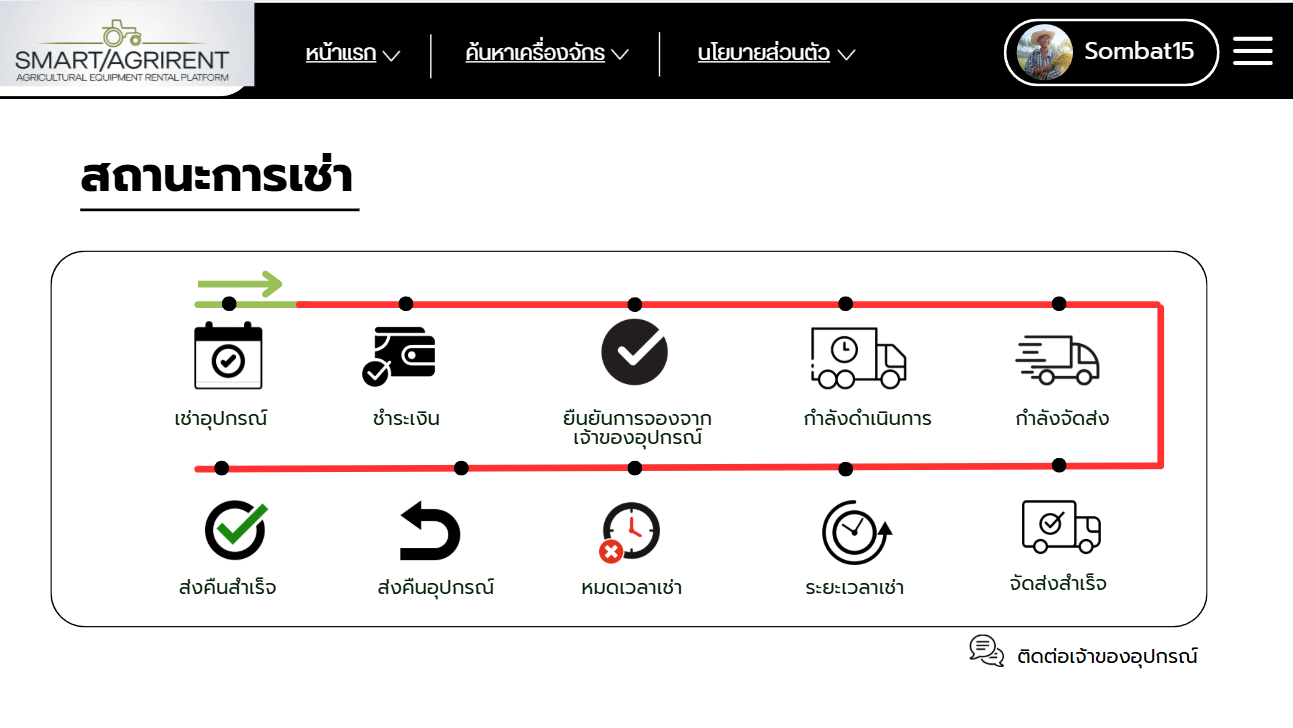 SMART/AGRIRENT
AGRICULTURAL EQUIPMENT RENTAL PLATFORM
หน้าแรก
ค้นหาเครื่องจักร
นโยบายส่วนตัว
Sombat15
สถานะการเช่า
เช่าอุปกรณ์
ชำระเงิน
ยืนยันการจองจาก
เจ้าของอุปกรณ์
กำลังดำเนินการ
กำลังจัดส่ง
ส่งคืนสำเร็จ
ส่งคืนอุปกรณ์
หมดเวลาเช่า
ระยะเวลาเช่า
จัดส่งสำเร็จ
ติดต่อเจ้าของอุปกรณ์